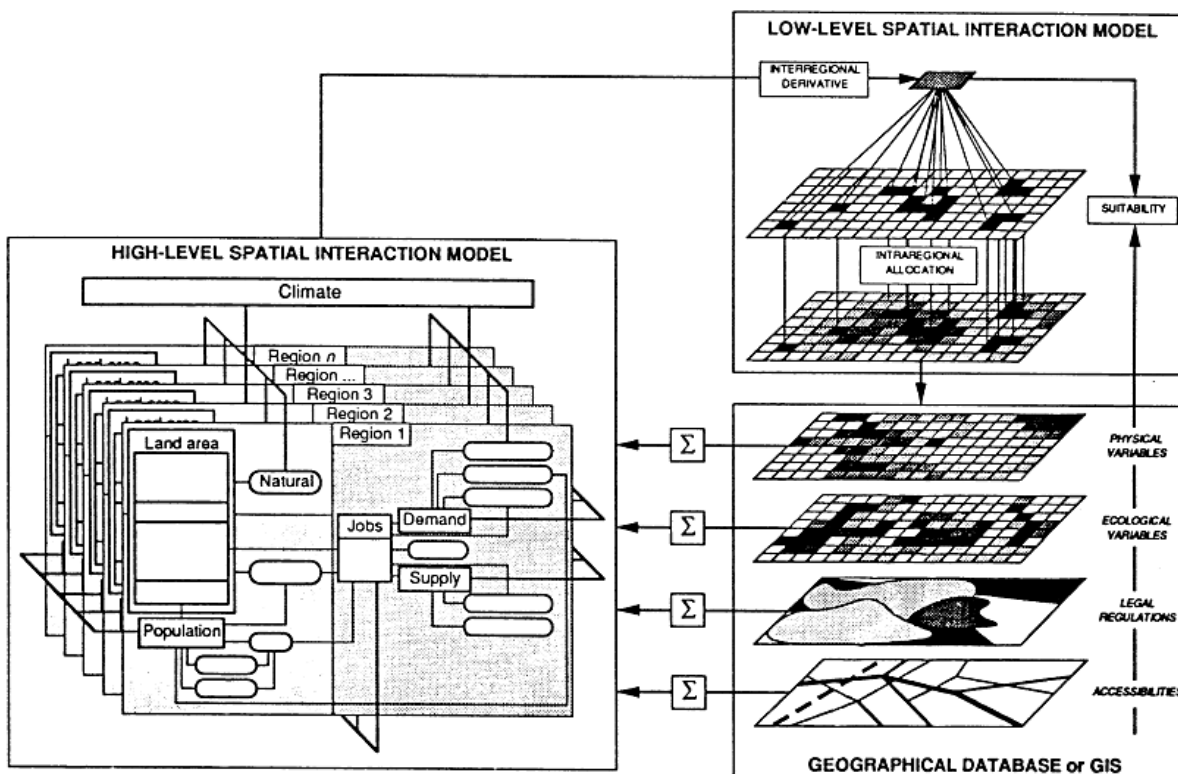 LOW-LEVEL SPATIAL INTERACTION MODEL
INTERREGIONAL
DERIVATIVE
SUITABILITY
INTRAREGIONAL
ALLOCATION
HIGH-LEVEL SPATIAL INTERACTION MODEL
Climate
Region n
Region ...
Region 3
Region 2
Region 1
Land area
Natural
Jobs
Demand
Supply
Population
Σ
Σ
Σ
Σ
PHYSICAL
VARIABLES
ECOLOGICAL
VARIABLES
LEGAL
REGULATIONS
ACCESSIBILITIES
GEOGRAPHICAL DATABASE or GIS